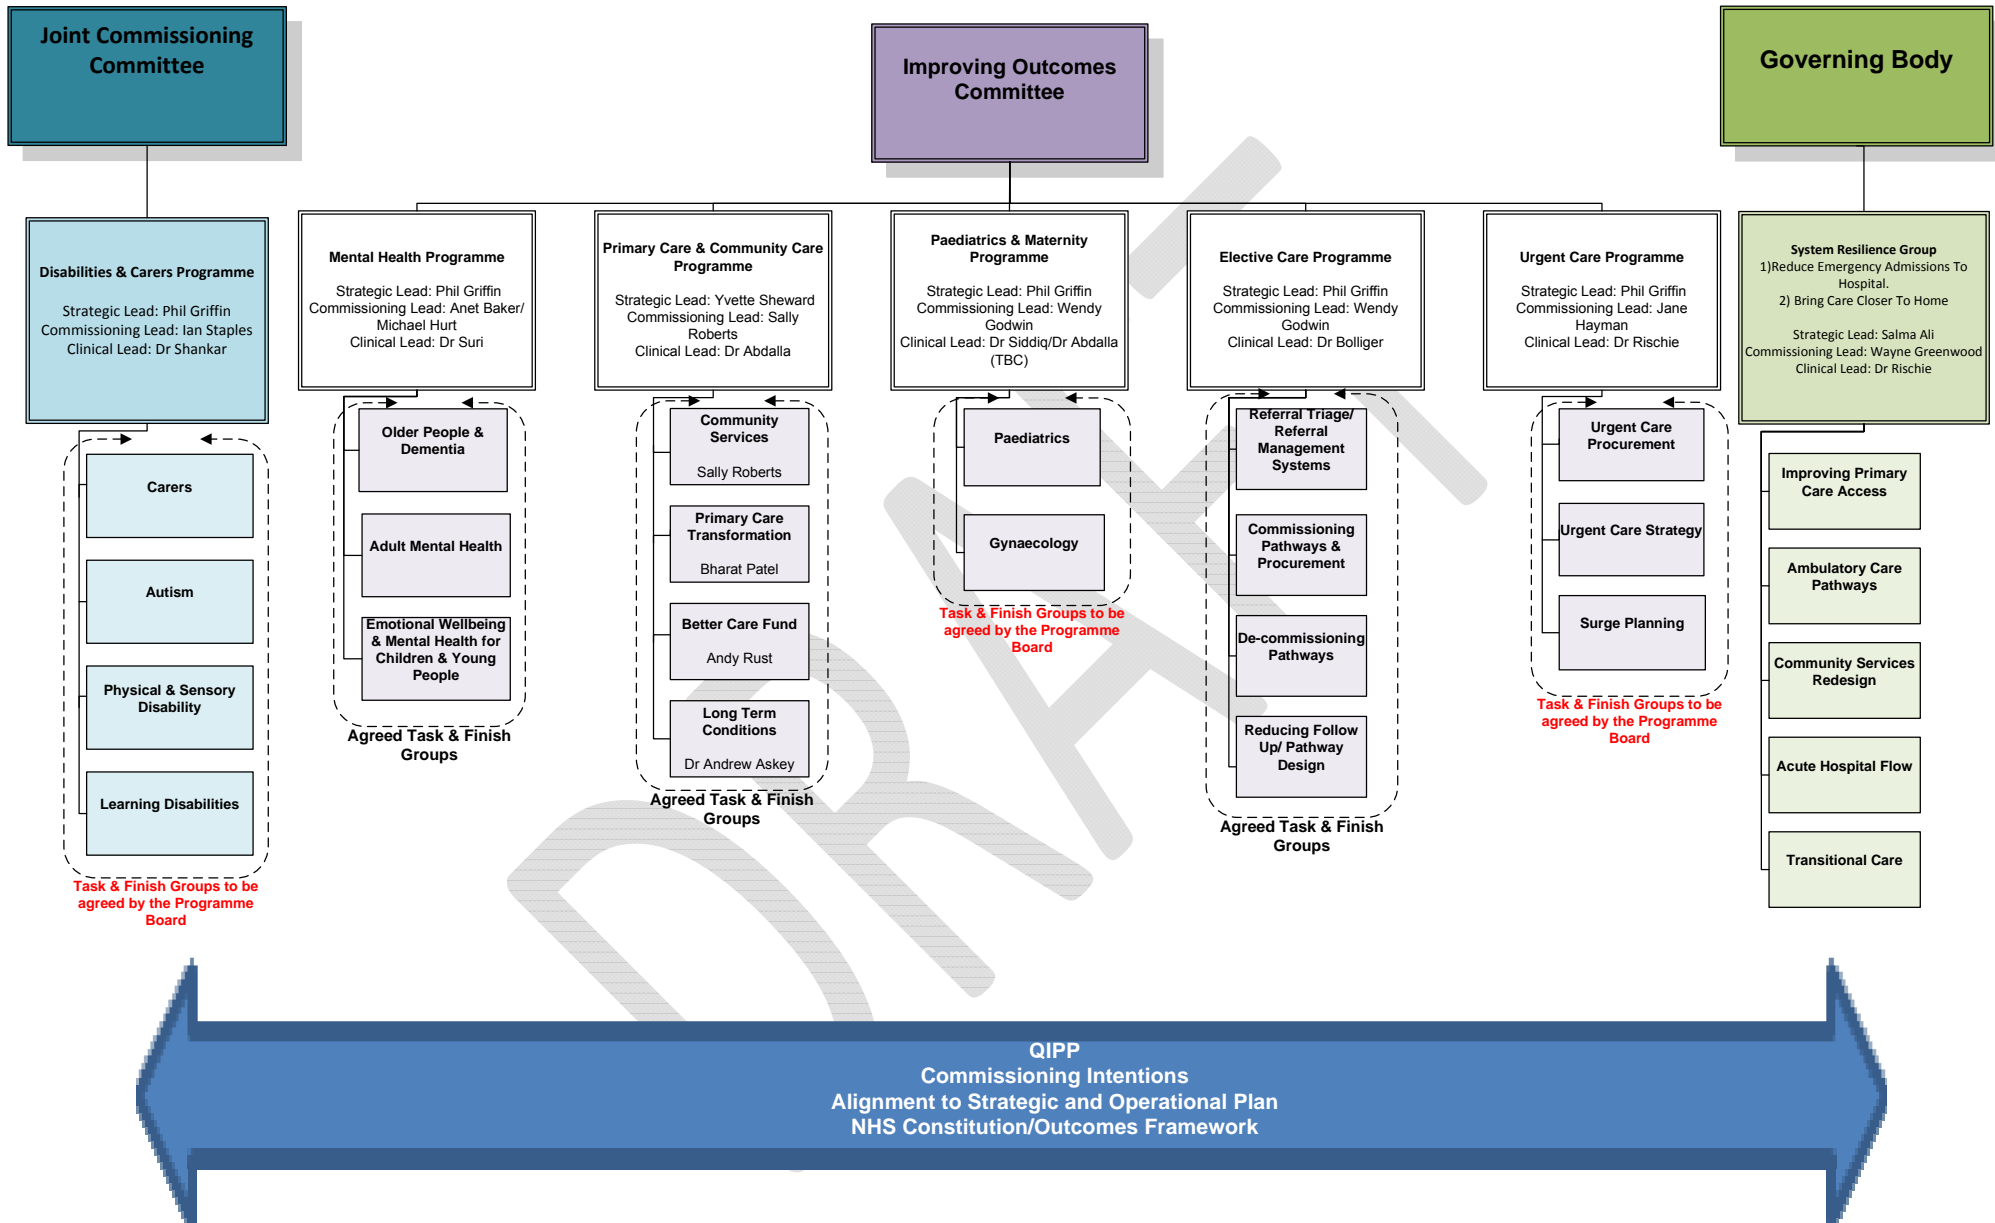 Joint Commissioning
Committee
Improving Outcomes
Committee
Governing Body
Disabilities & Carers Programme
Strategic Lead: Phil Griffin
Commissioning Lead: Ian Staples
Clinical Lead: Dr Shankar
Mental Health Programme
Strategic Lead: Phil Griffin
Commissioning Lead: Anet Baker/
Michael Hurt
Clinical Lead: Dr Suri
Primary Care & Community Care
Programme
Strategic Lead: Yvette Sheward
Commissioning Lead: Sally
Roberts
Clinical Lead: Dr Abdalla
Paediatrics & Maternity
Programme
Strategic Lead: Phil Griffin
Commissioning Lead: Wendy
Godwin
Clinical Lead: Dr Siddiq/Dr Abdalla
(TBC)
Elective Care Programme
Strategic Lead: Phil Griffin
Commissioning Lead: Wendy
Godwin
Clinical Lead: Dr Bolliger
Urgent Care Programme
Strategic Lead: Phil Griffin
Commissioning Lead: Jane
Hayman
Clinical Lead: Dr Rischie
System Resilience Group
1)Reduce Emergency Admissions To
Hospital.
2) Bring Care Closer To Home
Strategic Lead: Salma Ali
Commissioning Lead: Wayne Greenwood
Clinical Lead: Dr Rischie
Carers
Autism
Physical & Sensory
Disability
Learning Disabilities
Task & Finish Groups to be
agreed by the Programme
Board
Older People &
Dementia
Adult Mental Health
Emotional Wellbeing
& Mental Health for
Children & Young
People
Agreed Task & Finish
Groups
Community
Services
Sally Roberts
Primary Care
Transformation
Bharat Patel
Better Care Fund
Andy Rust
Long Term
Conditions
Dr Andrew Askey
Agreed Task & Finish
Groups
Paediatrics
Gynaecology
Task & Finish Groups to be
agreed by the Programme
Board
Referral Triage/
Referral
Management
Systems
Commissioning
Pathways &
Procurement
De-commissioning
Pathways
Reducing Follow
Up/ Pathway
Design
Agreed Task & Finish
Groups
Urgent Care
Procurement
Urgent Care Strategy
Surge Planning
Task & Finish Groups to be
agreed by the Programme
Board
Improving Primary
Care Access
Ambulatory Care
Pathways
Community Services
Redesign
Acute Hospital Flow
Transitional Care
DRAFT
QIPP
Commissioning Intentions
Alignment to Strategic and Operational Plan
NHS Constitution/Outcomes Framework